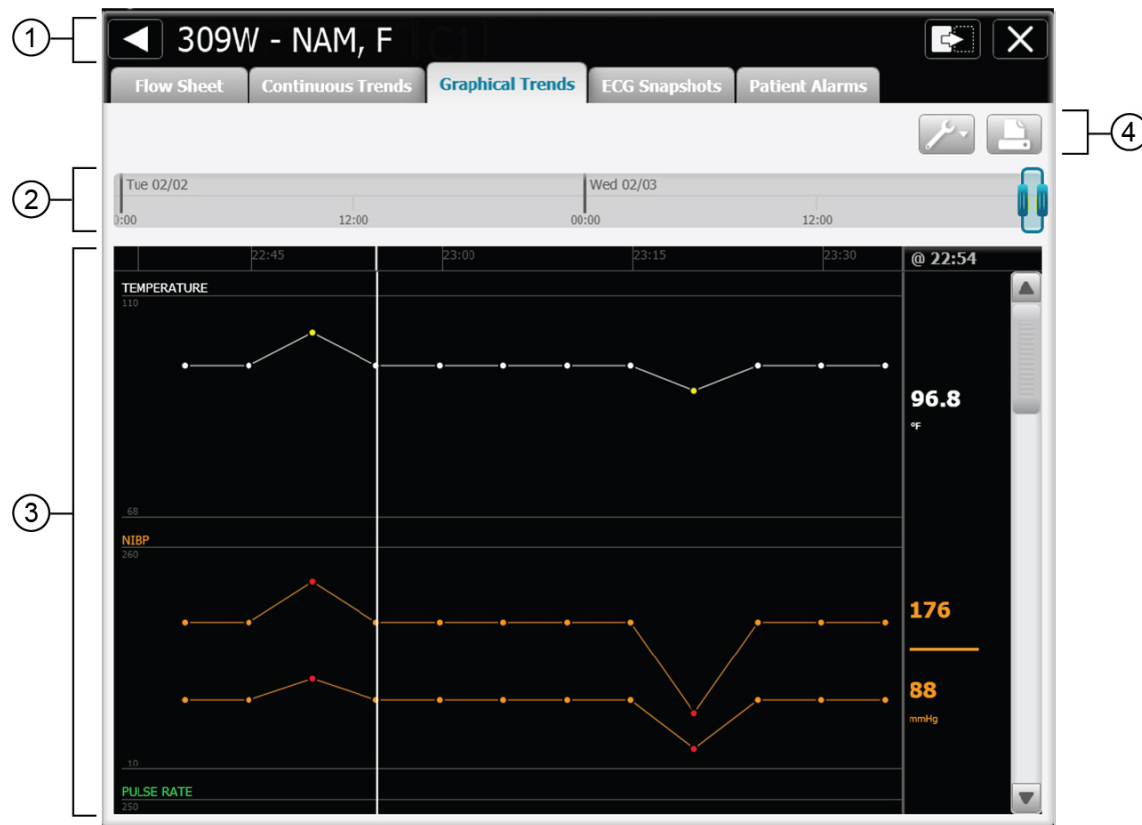 1
309W - NAM, F
Flow Sheet Continuous Trends Graphical Trends ECG Snapshots Patient Alarms
4
2
Tue 02/02 Wed 02/03
0:00 12:00 00:00 12:00
3
22:45 23:00 23:15 23:30 @ 22:54
TEMPERATURE
110
96.8
°F
68
NIBP
260
176
88
mmHg
10
PULSE RATE
250